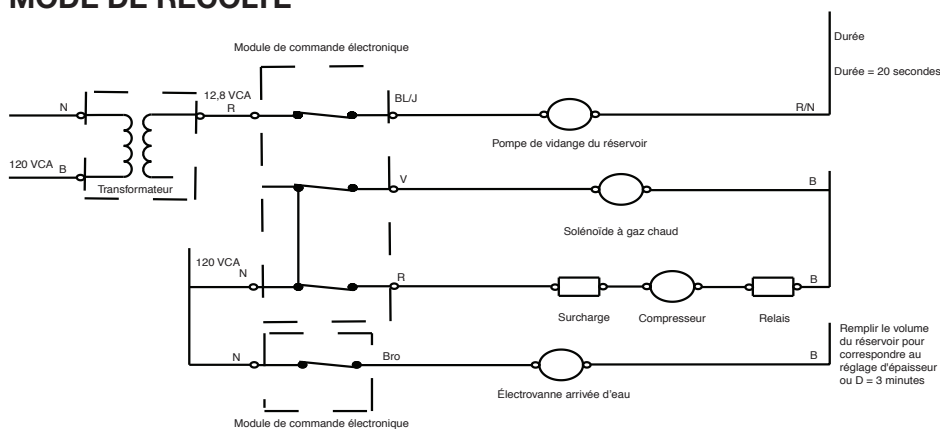 MODE DE RÉCOLTE
Module de commande électronique
Durée
Durée = 20 secondes
12,8 VCA
N
R
BL/J
R/N
Pompe de vidange du réservoir
120 VCA
B
Transformateur
V
B
Solénoïde à gaz chaud
120 VCA
N
R
B
Surcharge
Compresseur
Relais
Remplir le volume
du réservoir pour
correspondre au
réglage d'épaisseur
ou D = 3 minutes
N
Bro
B
Électrovanne arrivée d'eau
Module de commande électronique